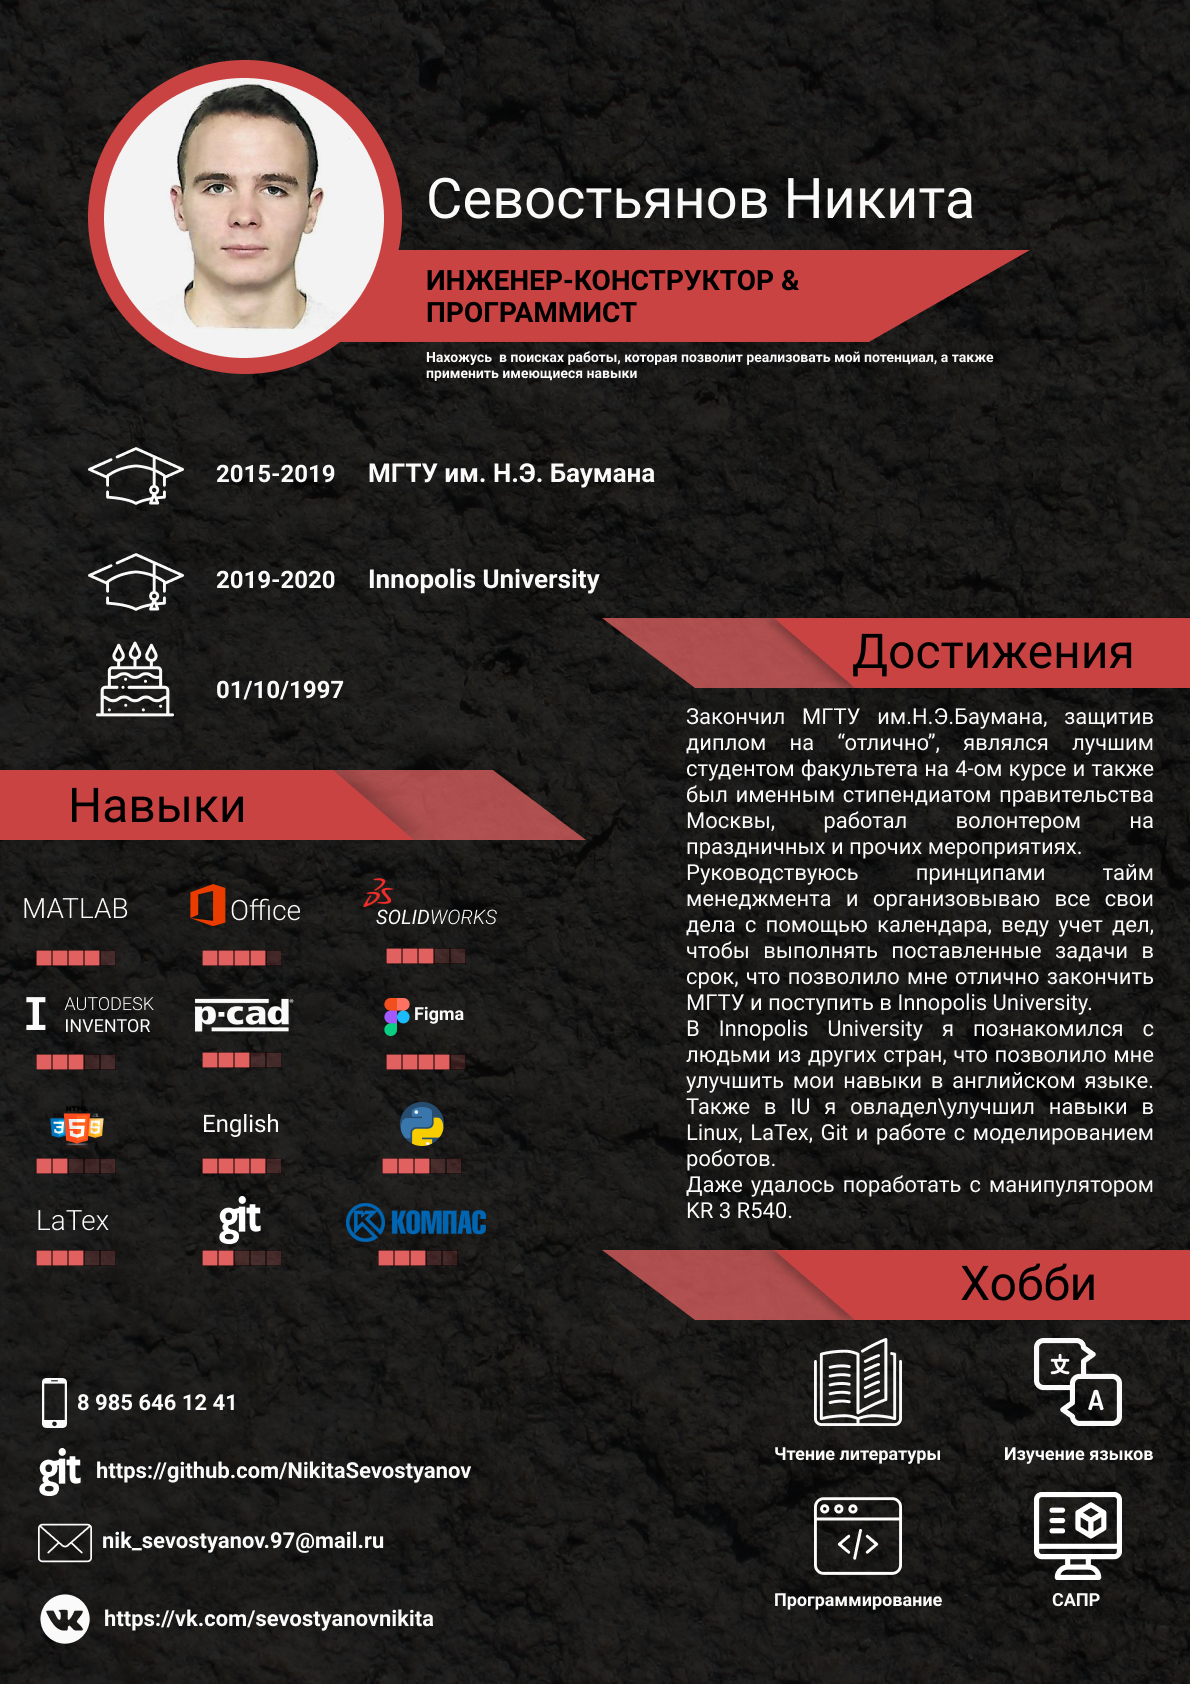 Севостьянов Никита
ИНЖЕНЕР-КОНСТРУКТОР &
ПРОГРАММИСТ
Нахожусь в поисках работы, которая позволит реализовать мой потенциал, а также
применить имеющиеся навыки
2015-2019 МГТУ им. Н.Э. Баумана
2019-2020 Innopolis University
01/10/1997
Навыки
MATLAB
Office
SOLIDWORKS
AUTODESK
INVENTOR
p-cad
Figma
3 5 S
English
LaTex
git
КОМПАС
8 985 646 12 41
git https://github.com/NikitaSevostyanov
nik_sevostyanov.97@mail.ru
https://vk.com/sevostyanovnikita
Достижения
Закончил МГТУ им.Н.Э.Баумана, защитив
диплом на “отлично”, являлся лучшим
студентом факультета на 4-ом курсе и также
был именным стипендиатом правительства
Москвы, работал волонтером на
праздничных и прочих мероприятиях.
Руководствуюсь принципами тайм
менеджмента и организовываю все свои
дела с помощью календара, веду учет дел,
чтобы выполнять поставленные задачи в
срок, что позволило мне отлично закончить
МГТУ и поступить в Innopolis University.
В Innopolis University я познакомился с
людьми из других стран, что позволило мне
улучшить мои навыки в английском языке.
Также в IU я овладел\улучшил навыки в
Linux, LaTex, Git и работе с моделированием
роботов.
Даже удалось поработать с манипулятором
KR 3 R540.
Хобби
文
A
Чтение литературы
Изучение языков
</>
Программирование
САПР